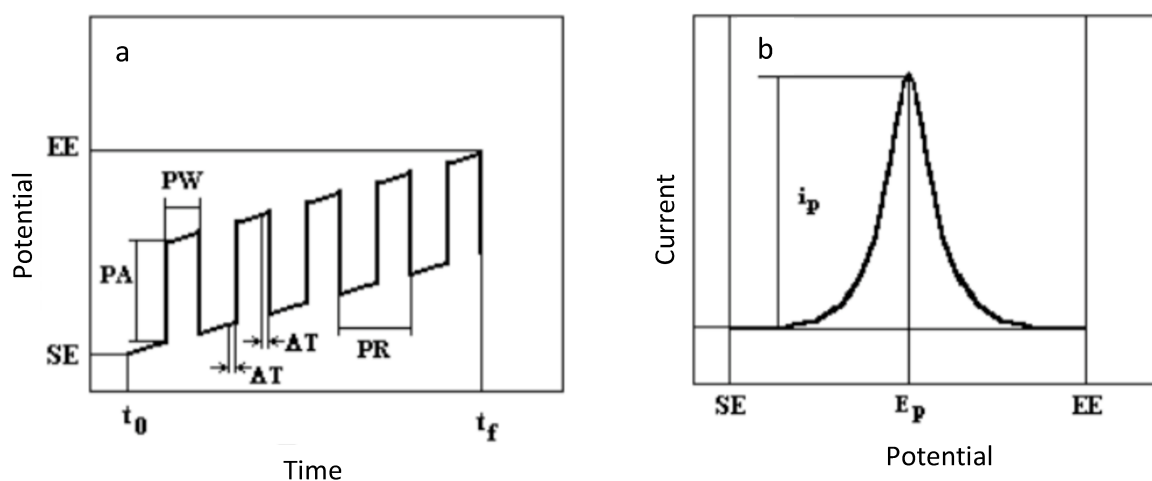 a
EE
PW
PA
SE
ΔT
ΔT
PR
t0
tf
Potential
Time
b
ip
Current
SE
Ep
EE
Potential